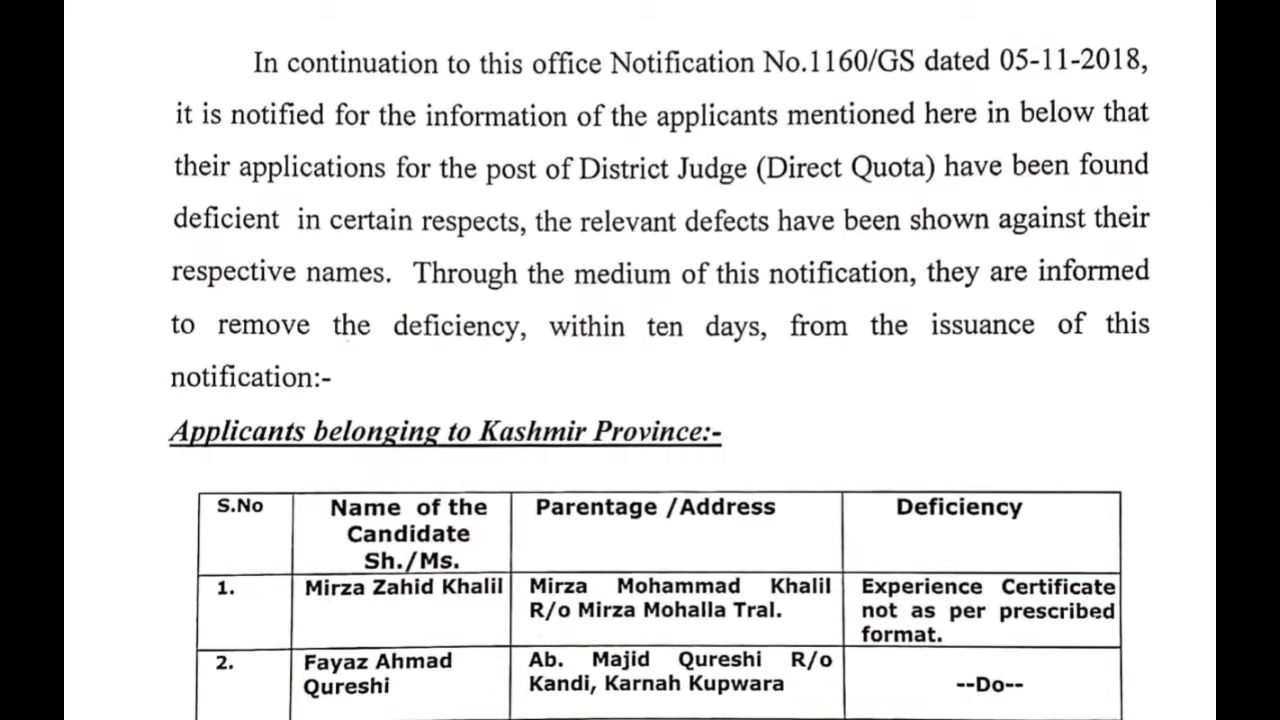 In continuation to this office Notification No.1160/GS dated 05-11-2018,
it is notified for the information of the applicants mentioned here in below that
their applications for the post of District Judge (Direct Quota) have been found
deficient in certain respects, the relevant defects have been shown against their
respective names. Through the medium of this notification, they are informed
to remove the deficiency, within ten days, from the issuance of this
notification:-
Applicants belonging to Kashmir Province:-
S.No
Name of the
Candidate
Sh./Ms.
Parentage /Address
Deficiency
1.
Mirza Zahid Khalil
Mirza Mohammad Khalil
R/o Mirza Mohalla Tral.
Experience Certificate
not as per prescribed
format.
2.
Fayaz Ahmad
Qureshi
Ab. Majid Qureshi R/o
Kandi, Karnah Kupwara
--Do--